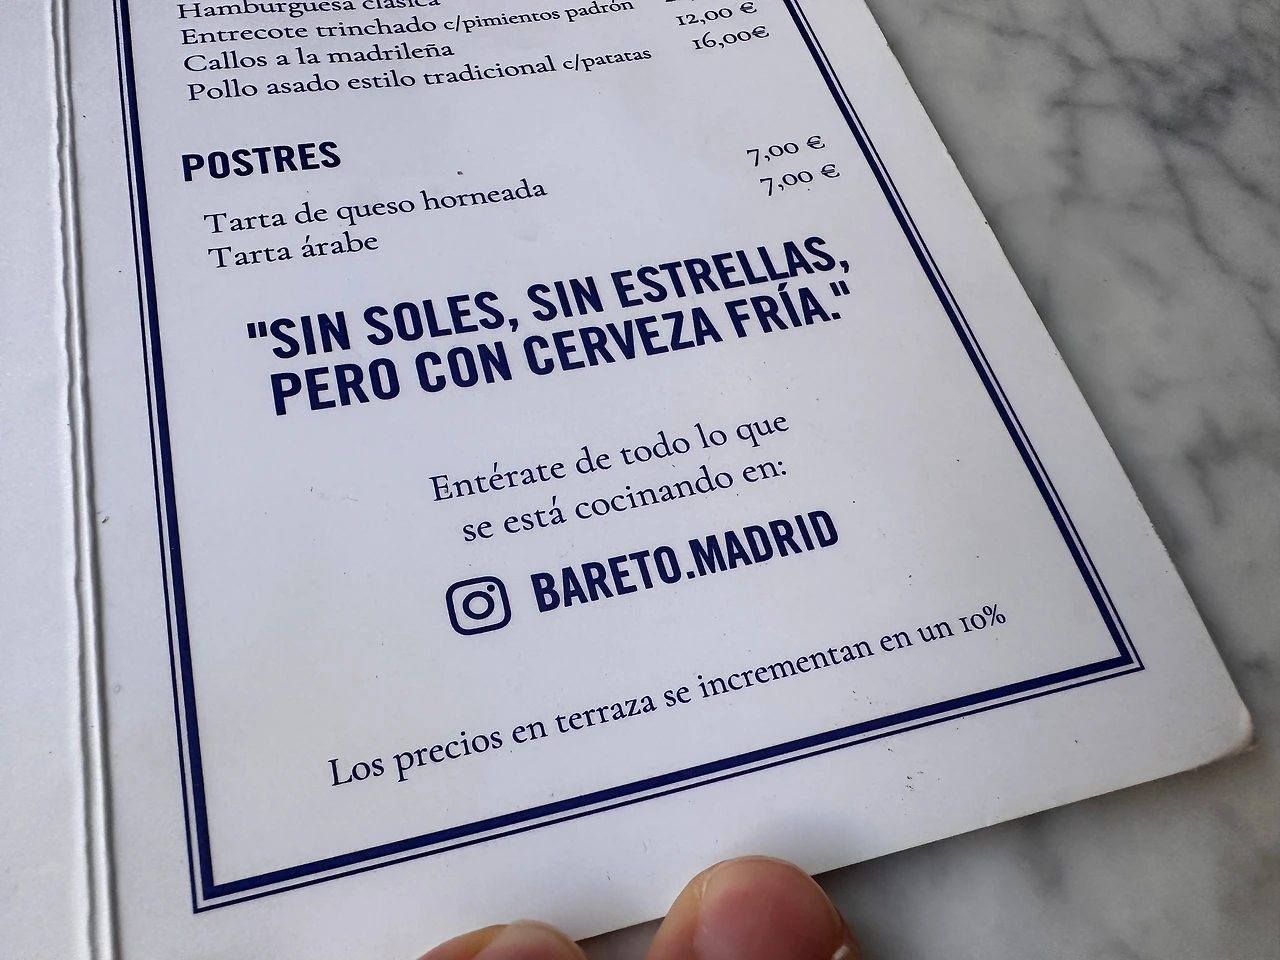 Hamburguesa clásica
Entrecote trinchado c/pimientos padrón
Callos a la madrileña 12,00 €
Pollo asado estilo tradicional c/patatas 16,00€
POSTRES
Tarta de queso horneada 7,00 €
Tarta árabe 7,00 €
"SIN SOLES, SIN ESTRELLAS,
PERO CON CERVEZA FRÍA."
Entérate de todo lo que
se está cocinando en:
BARETO.MADRID
Los precios en terraza se incrementan en un 10%